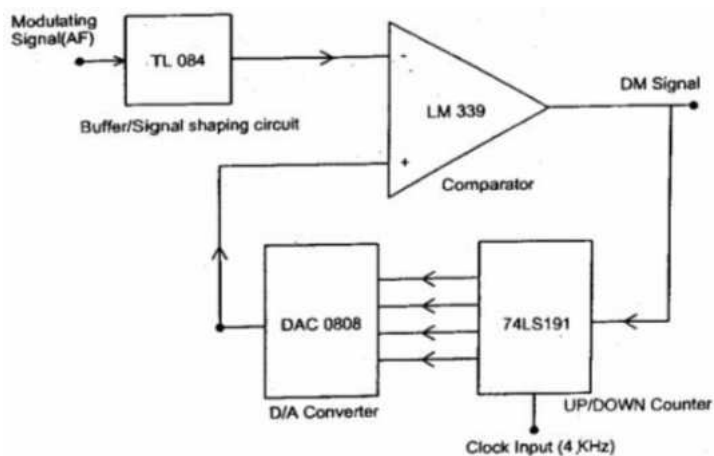 Modulating
Signal(AF)
TL 084
Buffer/Signal shaping circuit
-
LM 339
+
Comparator
DM Signal
DAC 0808
D/A Converter
74LS191
UP/DOWN Counter
Clock Input (4 KHz)